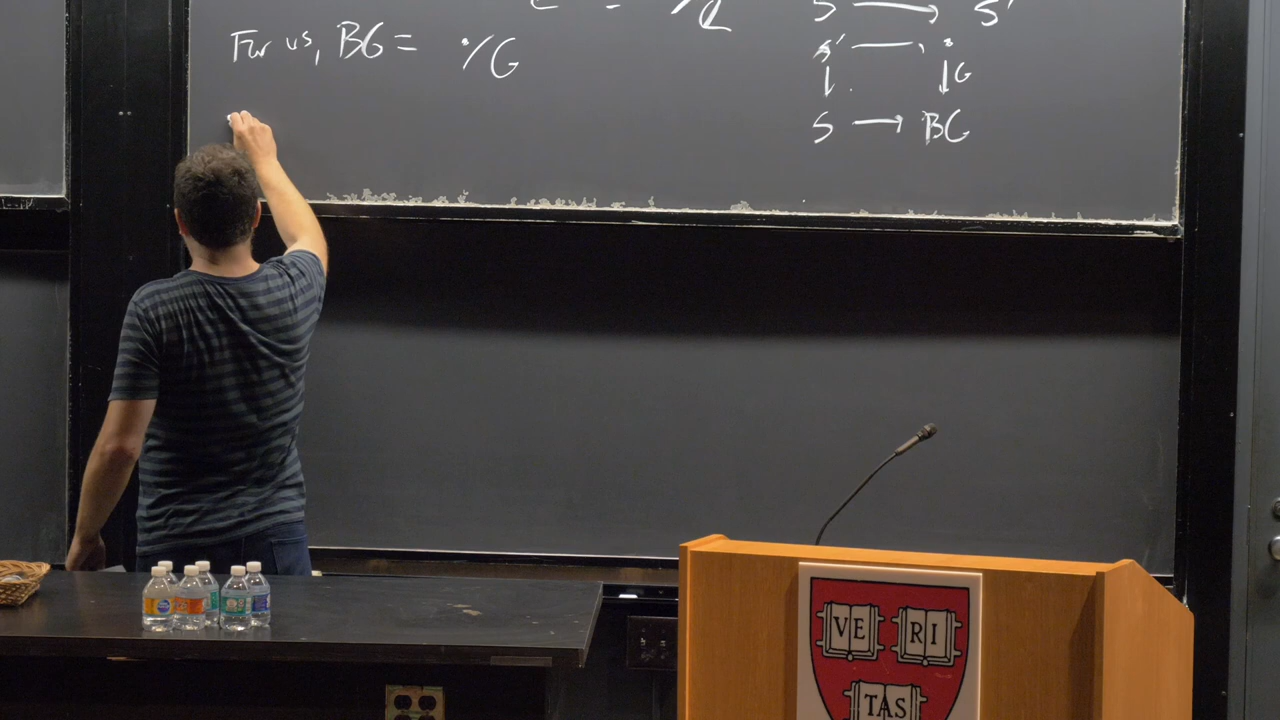 For us, BG = ·/G
S → S'
S' → ·
↓ ↓G
S → BG
VE RI
TAS